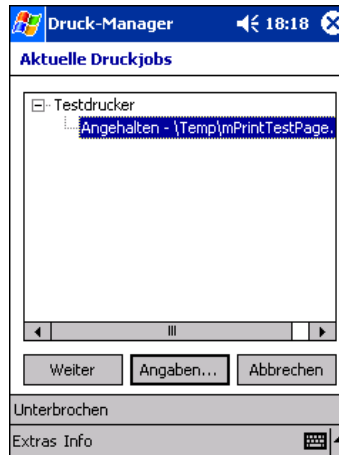 Druck-Manager 18:18
Aktuelle Druckjobs
Testdrucker
Angehalten - \Temp\mPrintTestPage.
Weiter Angaben... Abbrechen
Unterbrochen
Extras Info